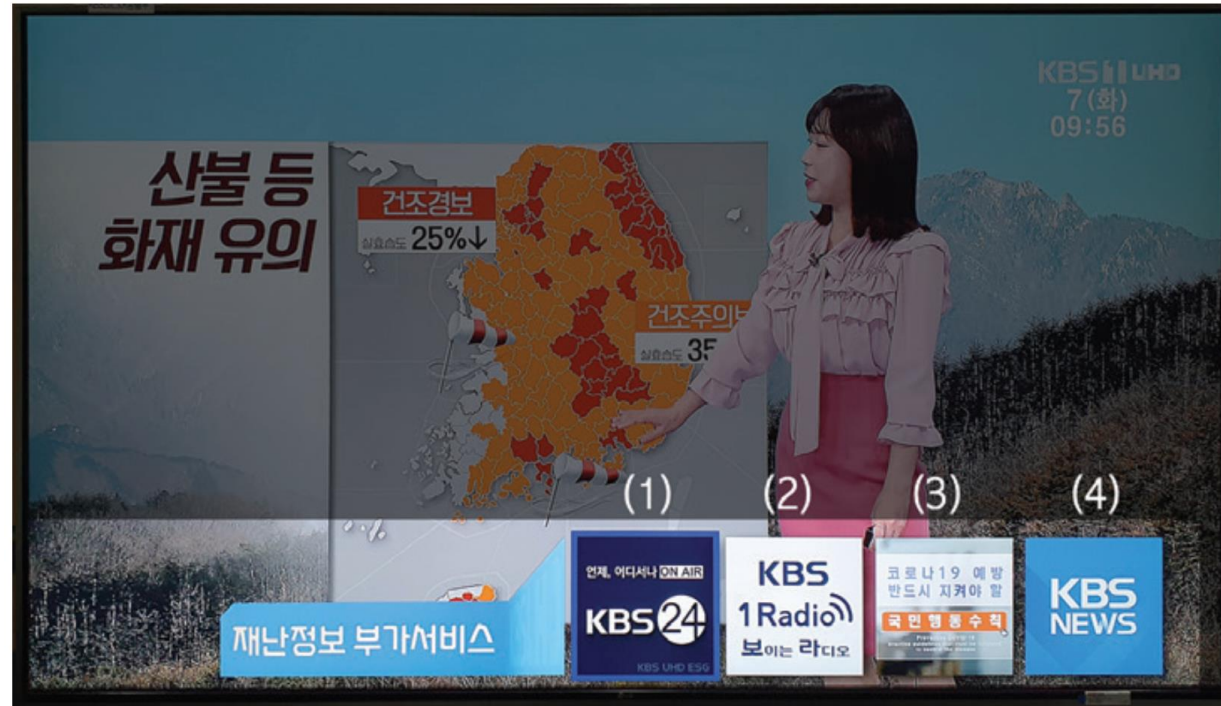 KBS 1 UHD
7 (화)
09:56
산불 등
화재 유의
건조경보
실효습도 25%↓
건조주의보
실효습도 35
(1)
(2)
(3)
(4)
재난정보 부가서비스
언제, 어디서나 ON AIR
KBS 24
KBS UHD ESG
KBS
1Radio
보이는 라디오
코로나19 예방
반드시 지켜야 할
국민행동수칙
KBS
NEWS